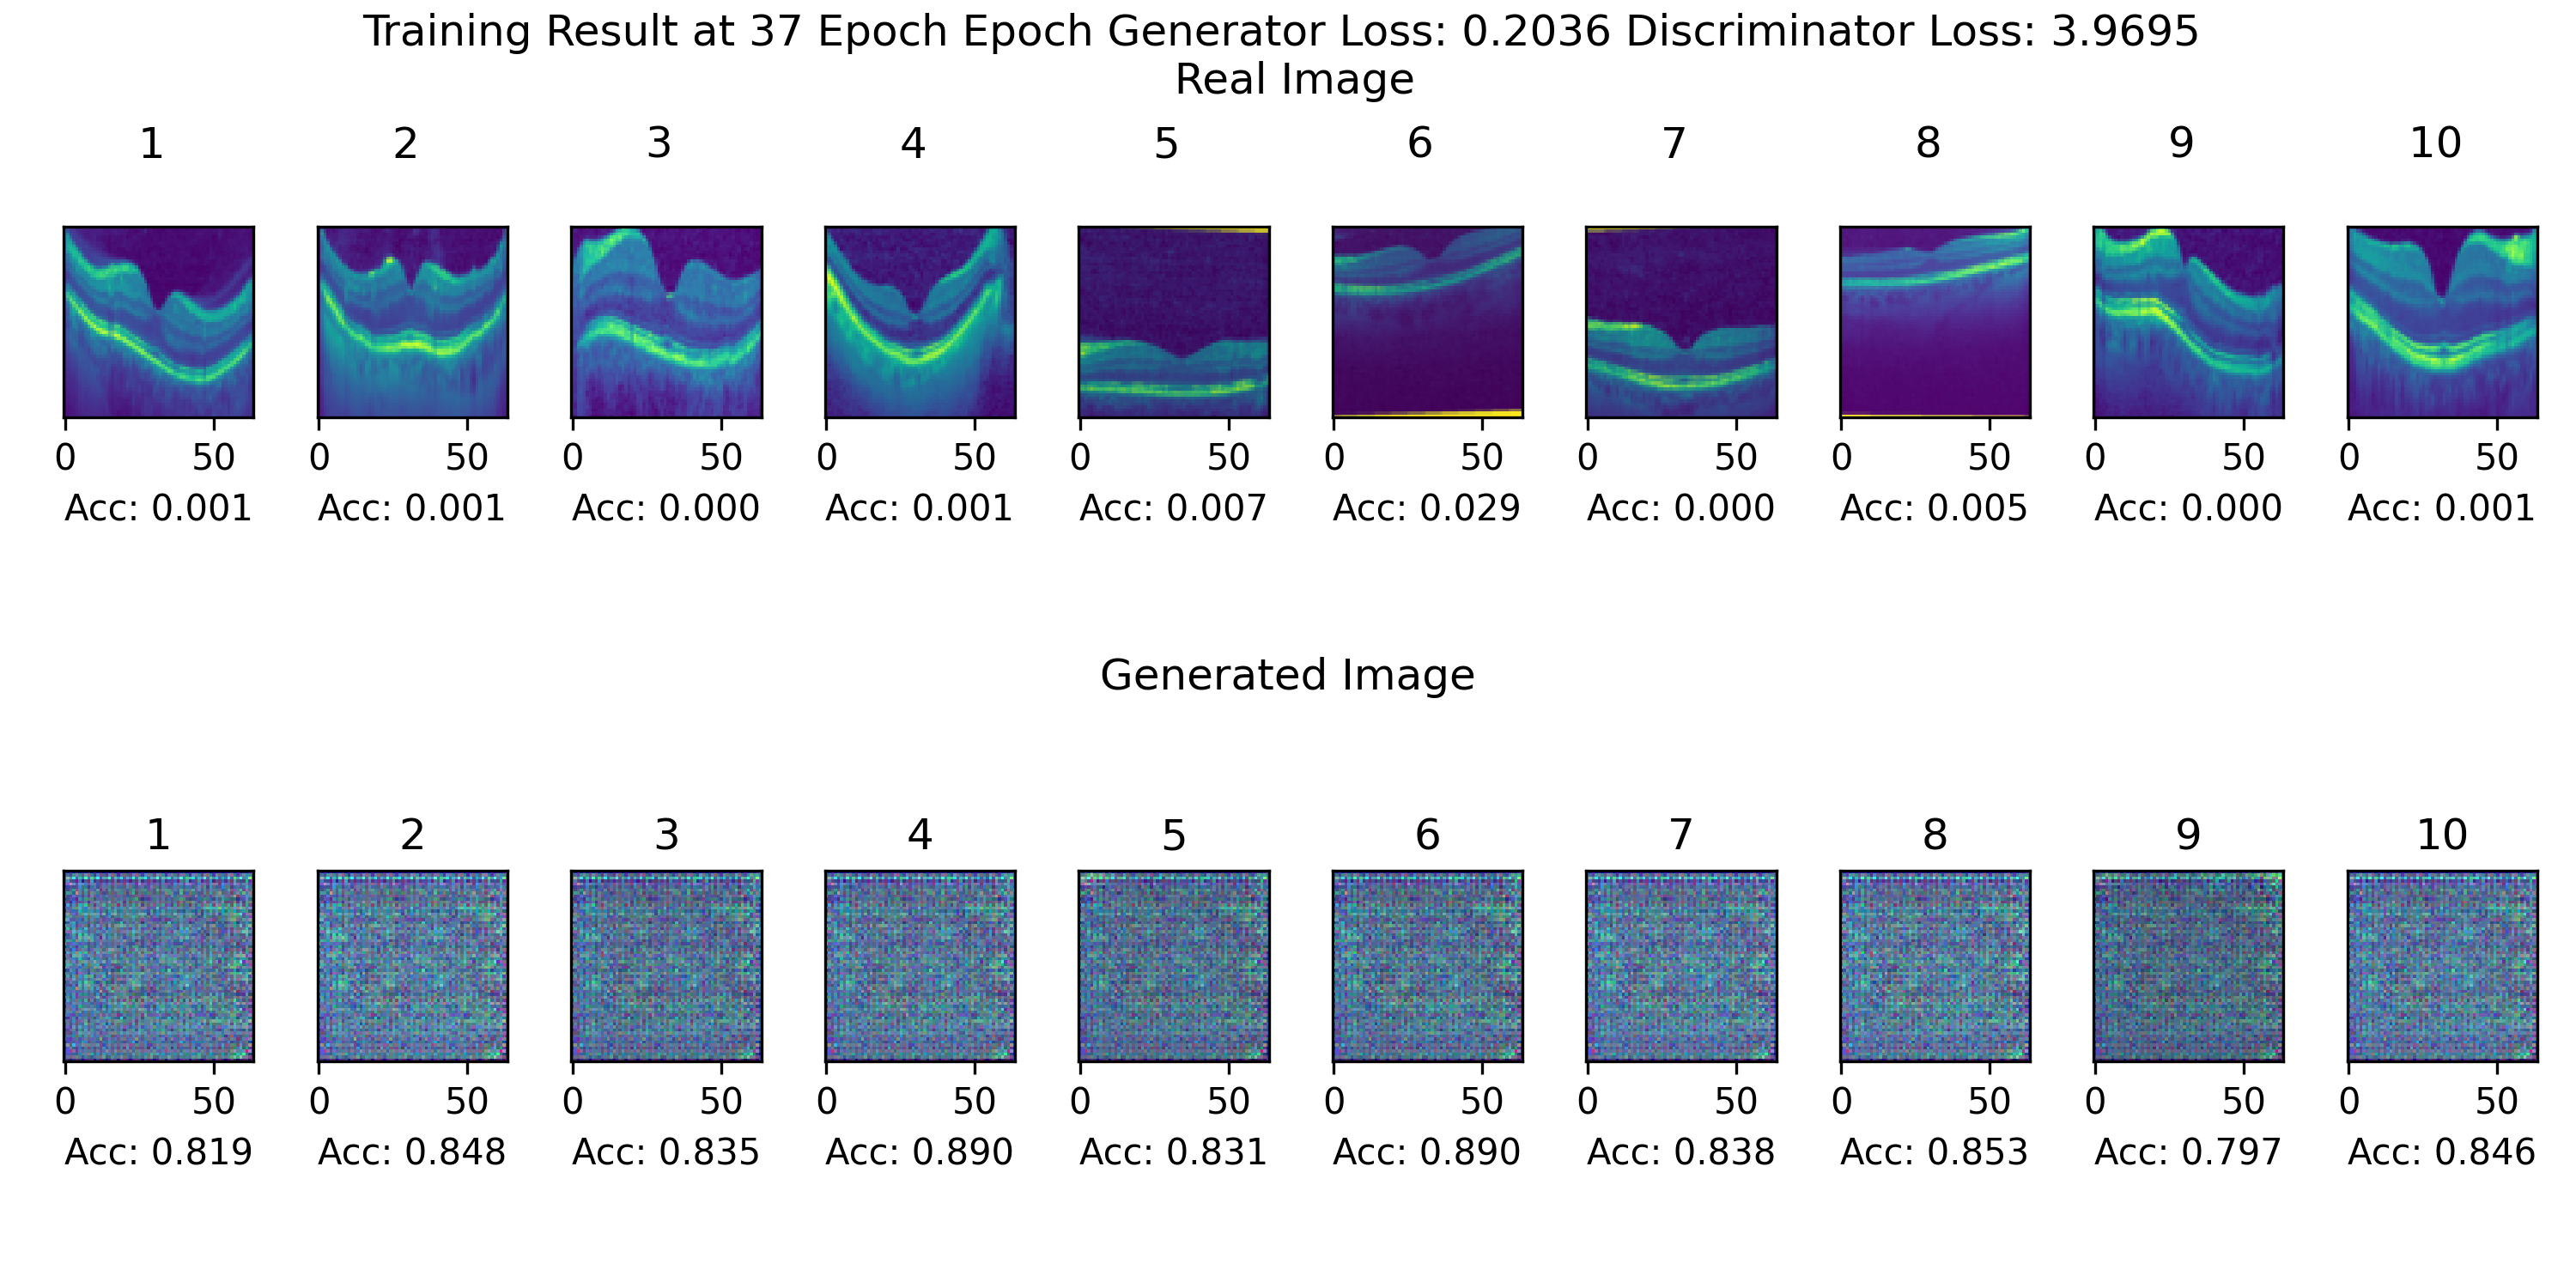 Training Result at 37 Epoch Epoch Generator Loss: 0.2036 Discriminator Loss: 3.9695
Real Image
1 2 3 4 5 6 7 8 9 10
0 50 0 50 0 50 0 50 0 50 0 50 0 50 0 50 0 50 0 50
Acc: 0.001 Acc: 0.001 Acc: 0.000 Acc: 0.001 Acc: 0.007 Acc: 0.029 Acc: 0.000 Acc: 0.005 Acc: 0.000 Acc: 0.001
Generated Image
1 2 3 4 5 6 7 8 9 10
0 50 0 50 0 50 0 50 0 50 0 50 0 50 0 50 0 50 0 50
Acc: 0.819 Acc: 0.848 Acc: 0.835 Acc: 0.890 Acc: 0.831 Acc: 0.890 Acc: 0.838 Acc: 0.853 Acc: 0.797 Acc: 0.846